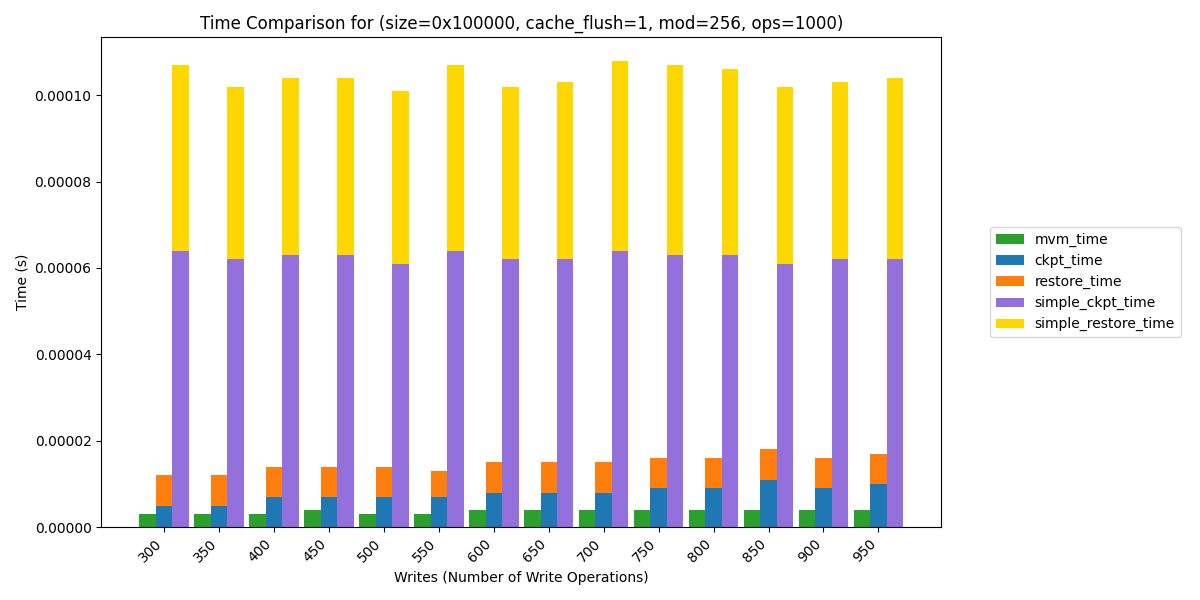 Time Comparison for (size=0x100000, cache_flush=1, mod=256, ops=1000)
Time (s)
0.00010
0.00008
0.00006
0.00004
0.00002
0.00000
300 350 400 450 500 550 600 650 700 750 800 850 900 950
Writes (Number of Write Operations)
mvm_time
ckpt_time
restore_time
simple_ckpt_time
simple_restore_time